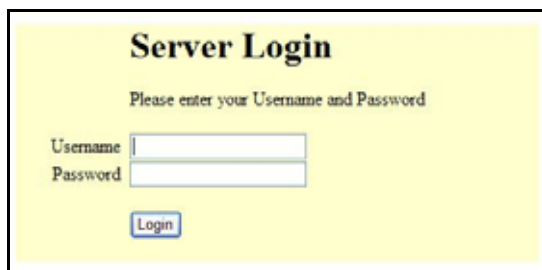 Server Login
Please enter your Username and Password
Username
Password
Login